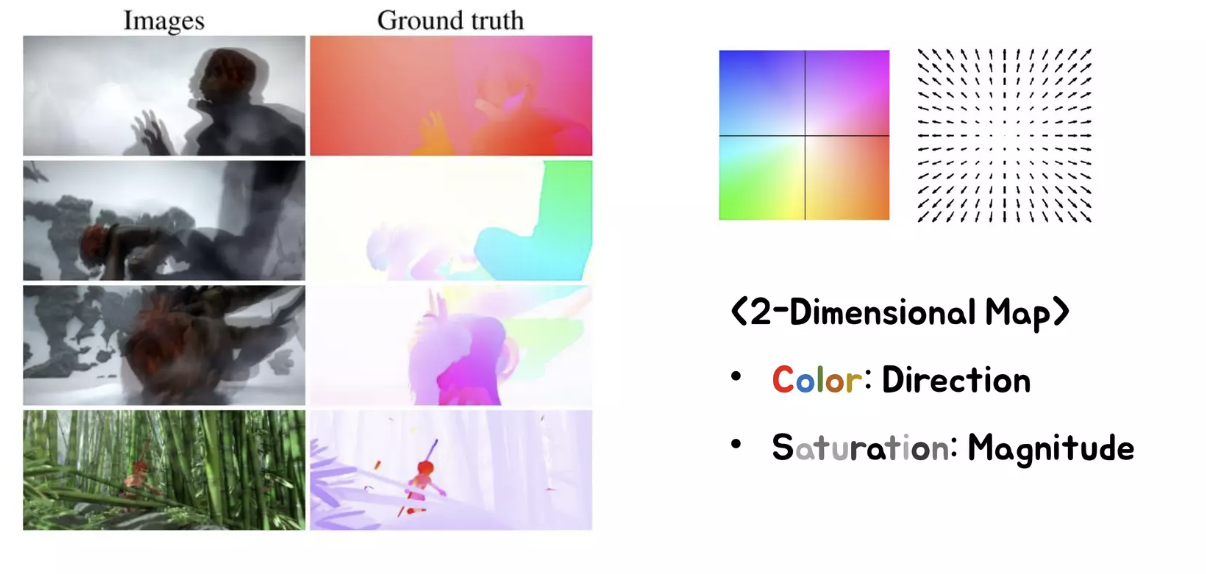 Images
Ground truth
<2-Dimensional Map>
• Color: Direction
• Saturation: Magnitude